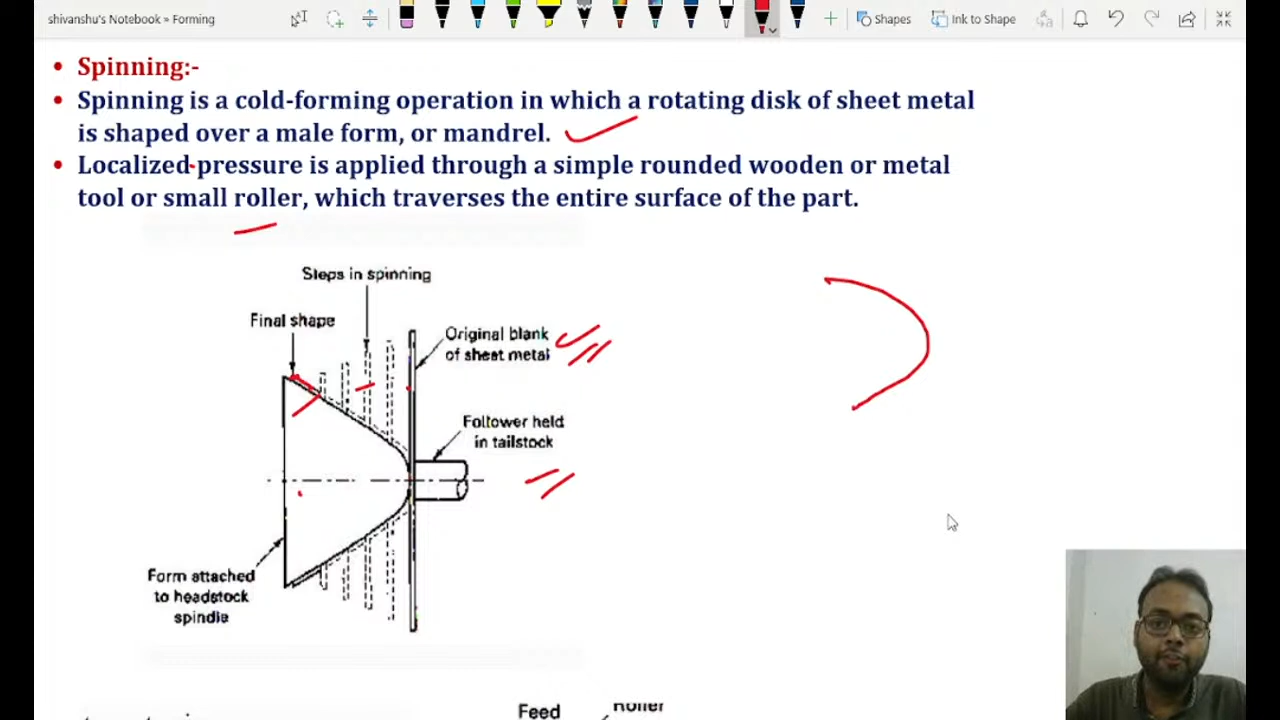 shivanshu's Notebook » Forming
Shapes
Ink to Shape
• Spinning:-
• Spinning is a cold-forming operation in which a rotating disk of sheet metal
is shaped over a male form, or mandrel.
• Localized pressure is applied through a simple rounded wooden or metal
tool or small roller, which traverses the entire surface of the part.
Steps in spinning
Final shape
Original blank
of sheet metal
Follower held
in tailstock
Form attached
to headstock
spindle
Feed
Roller